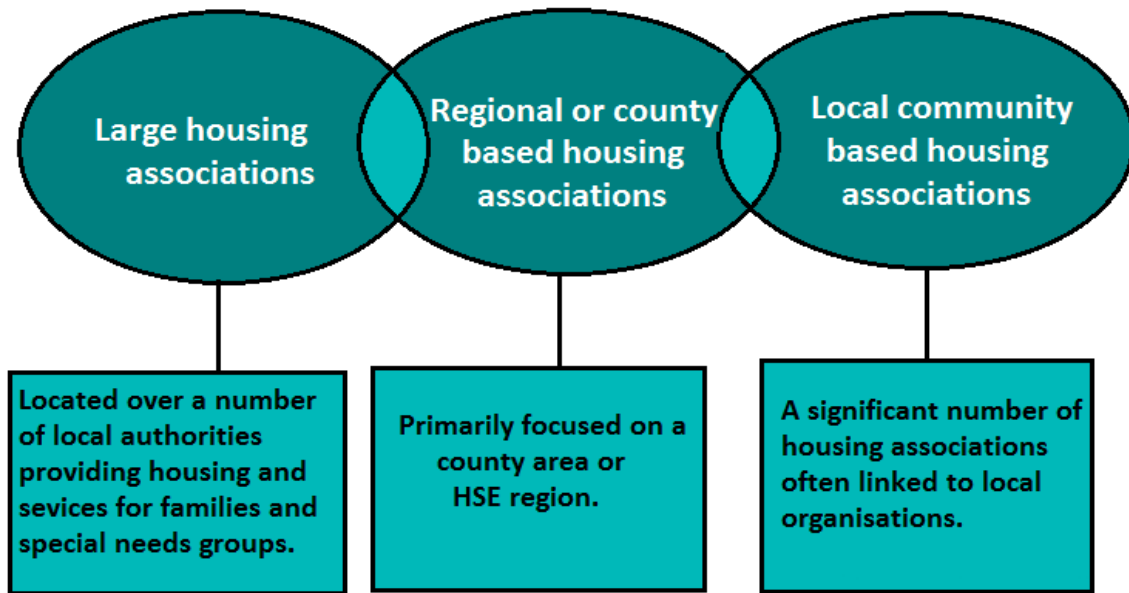 Large housing
associations
Regional or county
based housing
associations
Local community
based housing
associations
Located over a number
of local authorities
providing housing and
sevices for families and
special needs groups.
Primarily focused on a
county area or
HSE region.
A significant number of
housing associations
often linked to local
organisations.